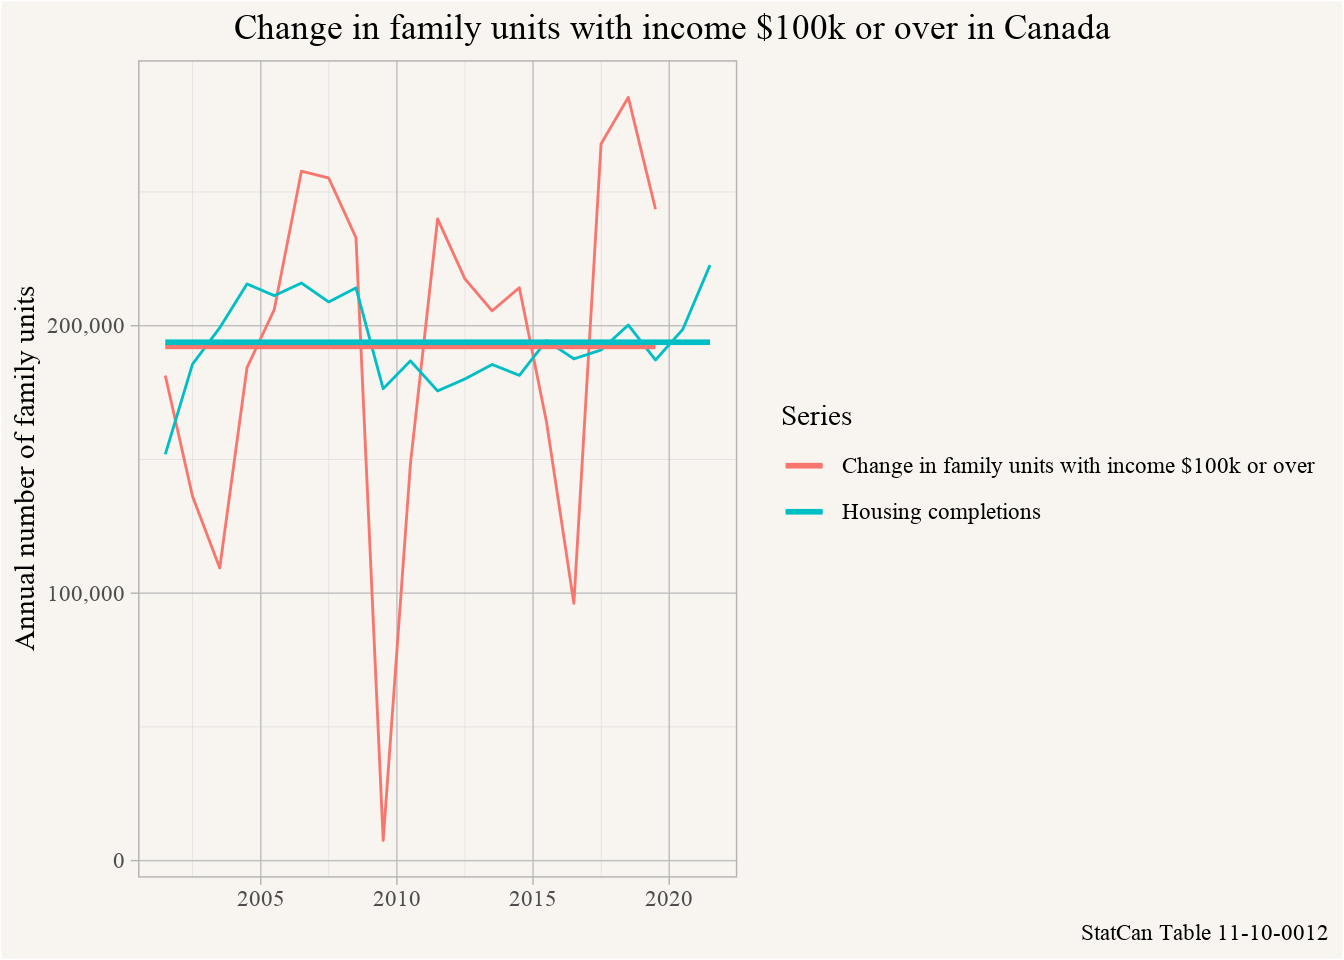 Change in family units with income $100k or over in Canada
Annual number of family units
200,000
100,000
0
2005
2010
2015
2020
Series
Change in family units with income $100k or over
Housing completions
StatCan Table 11-10-0012